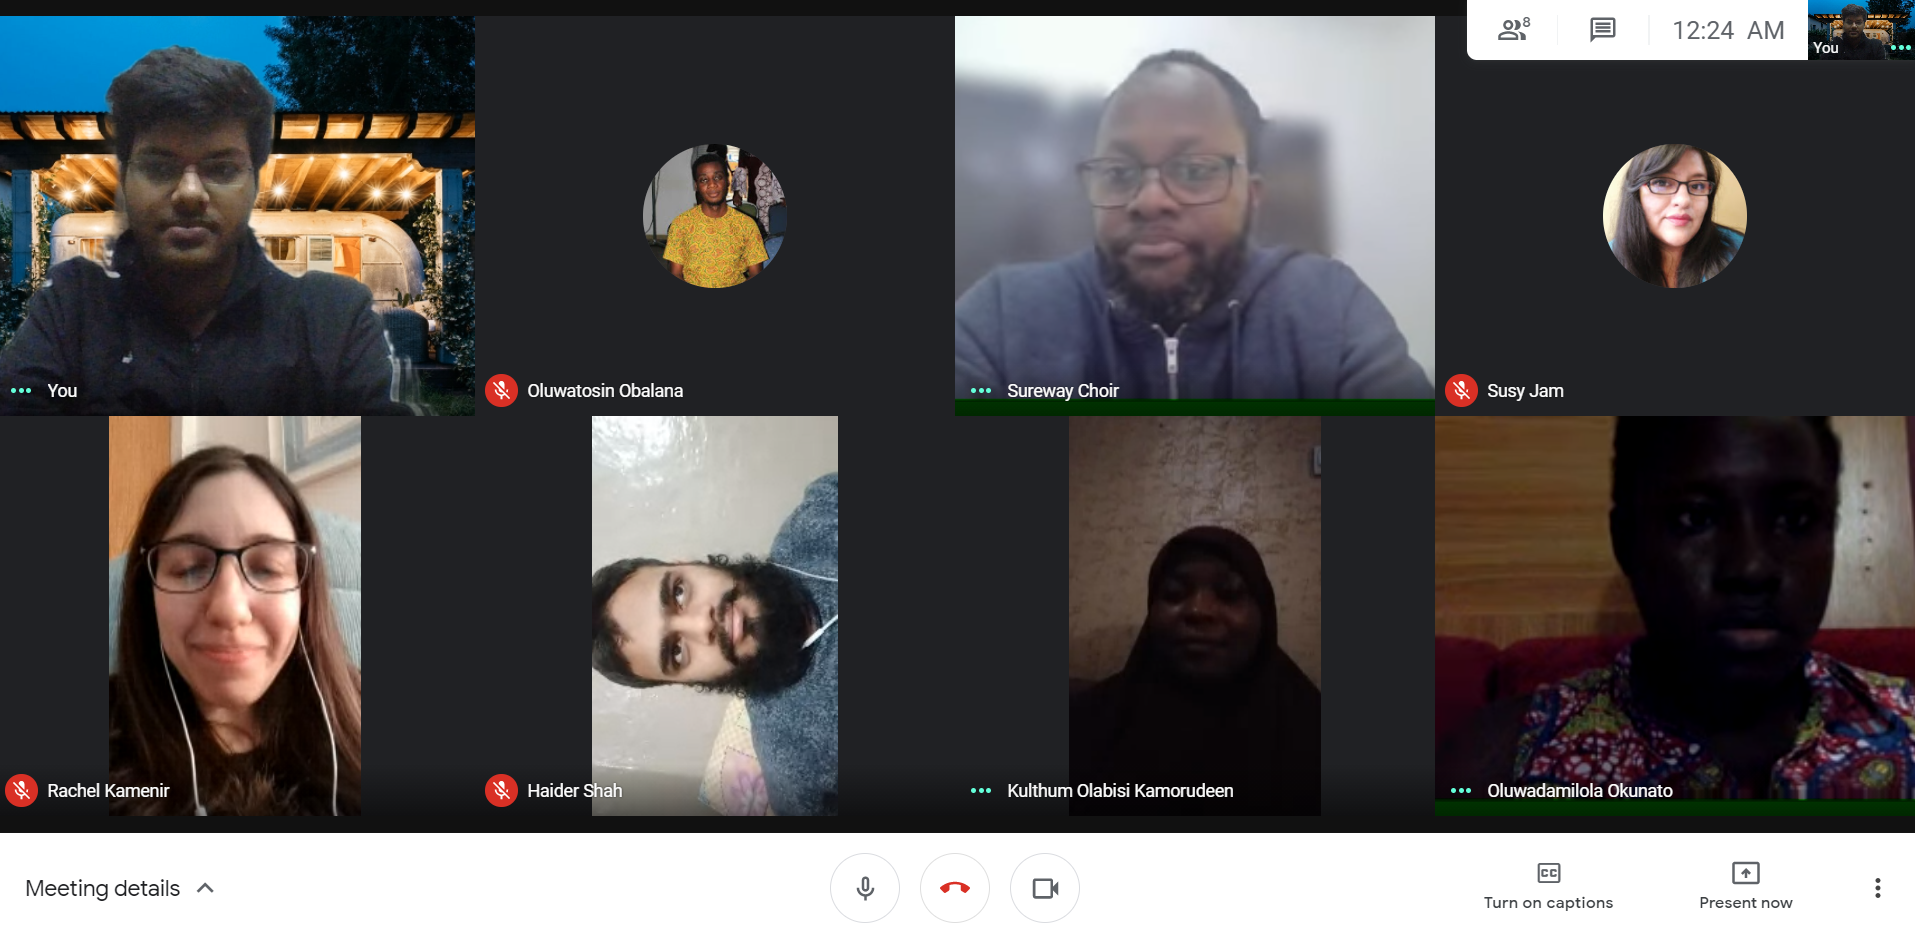 8
12:24 AM
You
You
Oluwatosin Obalana
Sureway Choir
Susy Jam
Rachel Kamenir
Haider Shah
Kulthum Olabisi Kamorudeen
Oluwadamilola Okunato
Meeting details
CC
Turn on captions
Present now